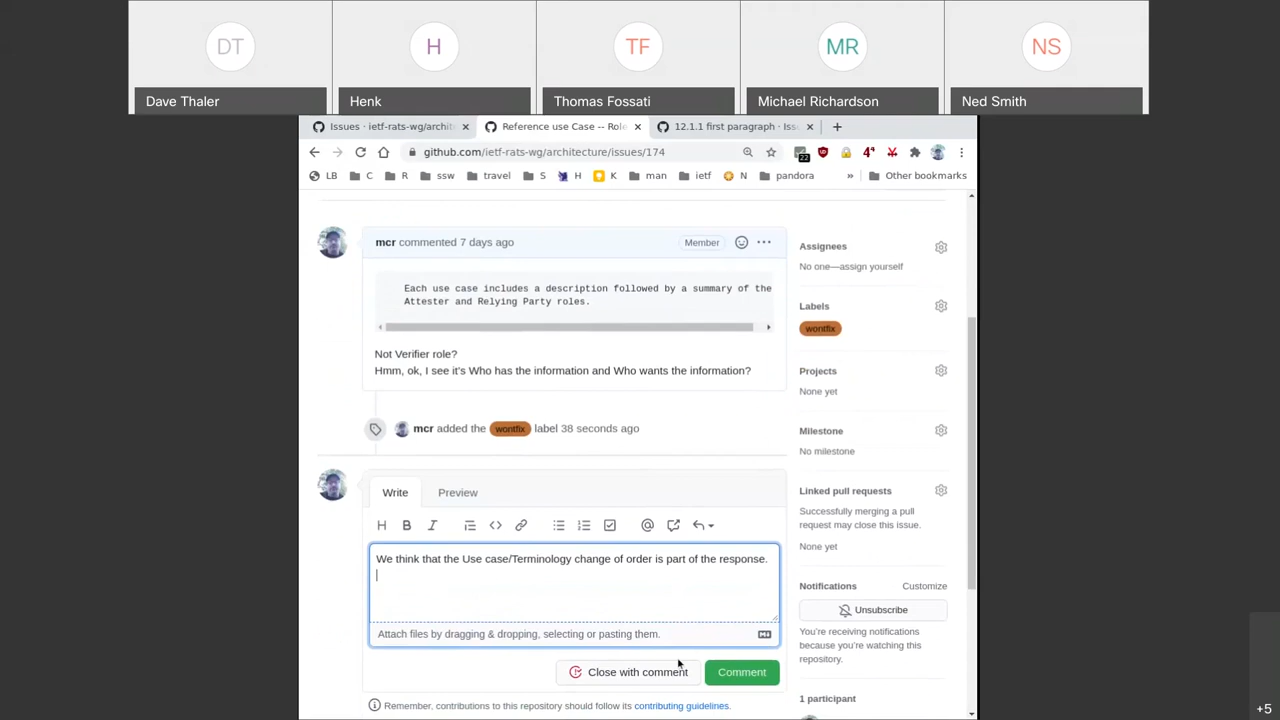 DT
H
TF
MR
NS
Dave Thaler
Henk
Thomas Fossati
Michael Richardson
Ned Smith
Issues · ietf-rats-wg/archit
Reference use Case -- Role
12.1.1 first paragraph · Iss
github.com/ietf-rats-wg/architecture/issues/174
22
LB
C
R
ssw
travel
S
H
K
man
ietf
N
pandora
»
Other bookmarks
mcr commented 7 days ago
Member
Each use case includes a description followed by a summary of the
Attester and Relying Party roles.
Not Verifier role?
Hmm, ok, I see it's Who has the information and Who wants the information?
mcr added the wontfix label 38 seconds ago
Write
Preview
We think that the Use case/Terminology change of order is part of the response.
Attach files by dragging & dropping, selecting or pasting them.
Close with comment
Comment
Remember, contributions to this repository should follow its contributing guidelines.
Assignees
No one—assign yourself
Labels
wontfix
Projects
None yet
Milestone
No milestone
Linked pull requests
Successfully merging a pull
request may close this issue.
None yet
Notifications
Customize
Unsubscribe
You're receiving notifications
because you're watching this
repository.
1 participant
+5